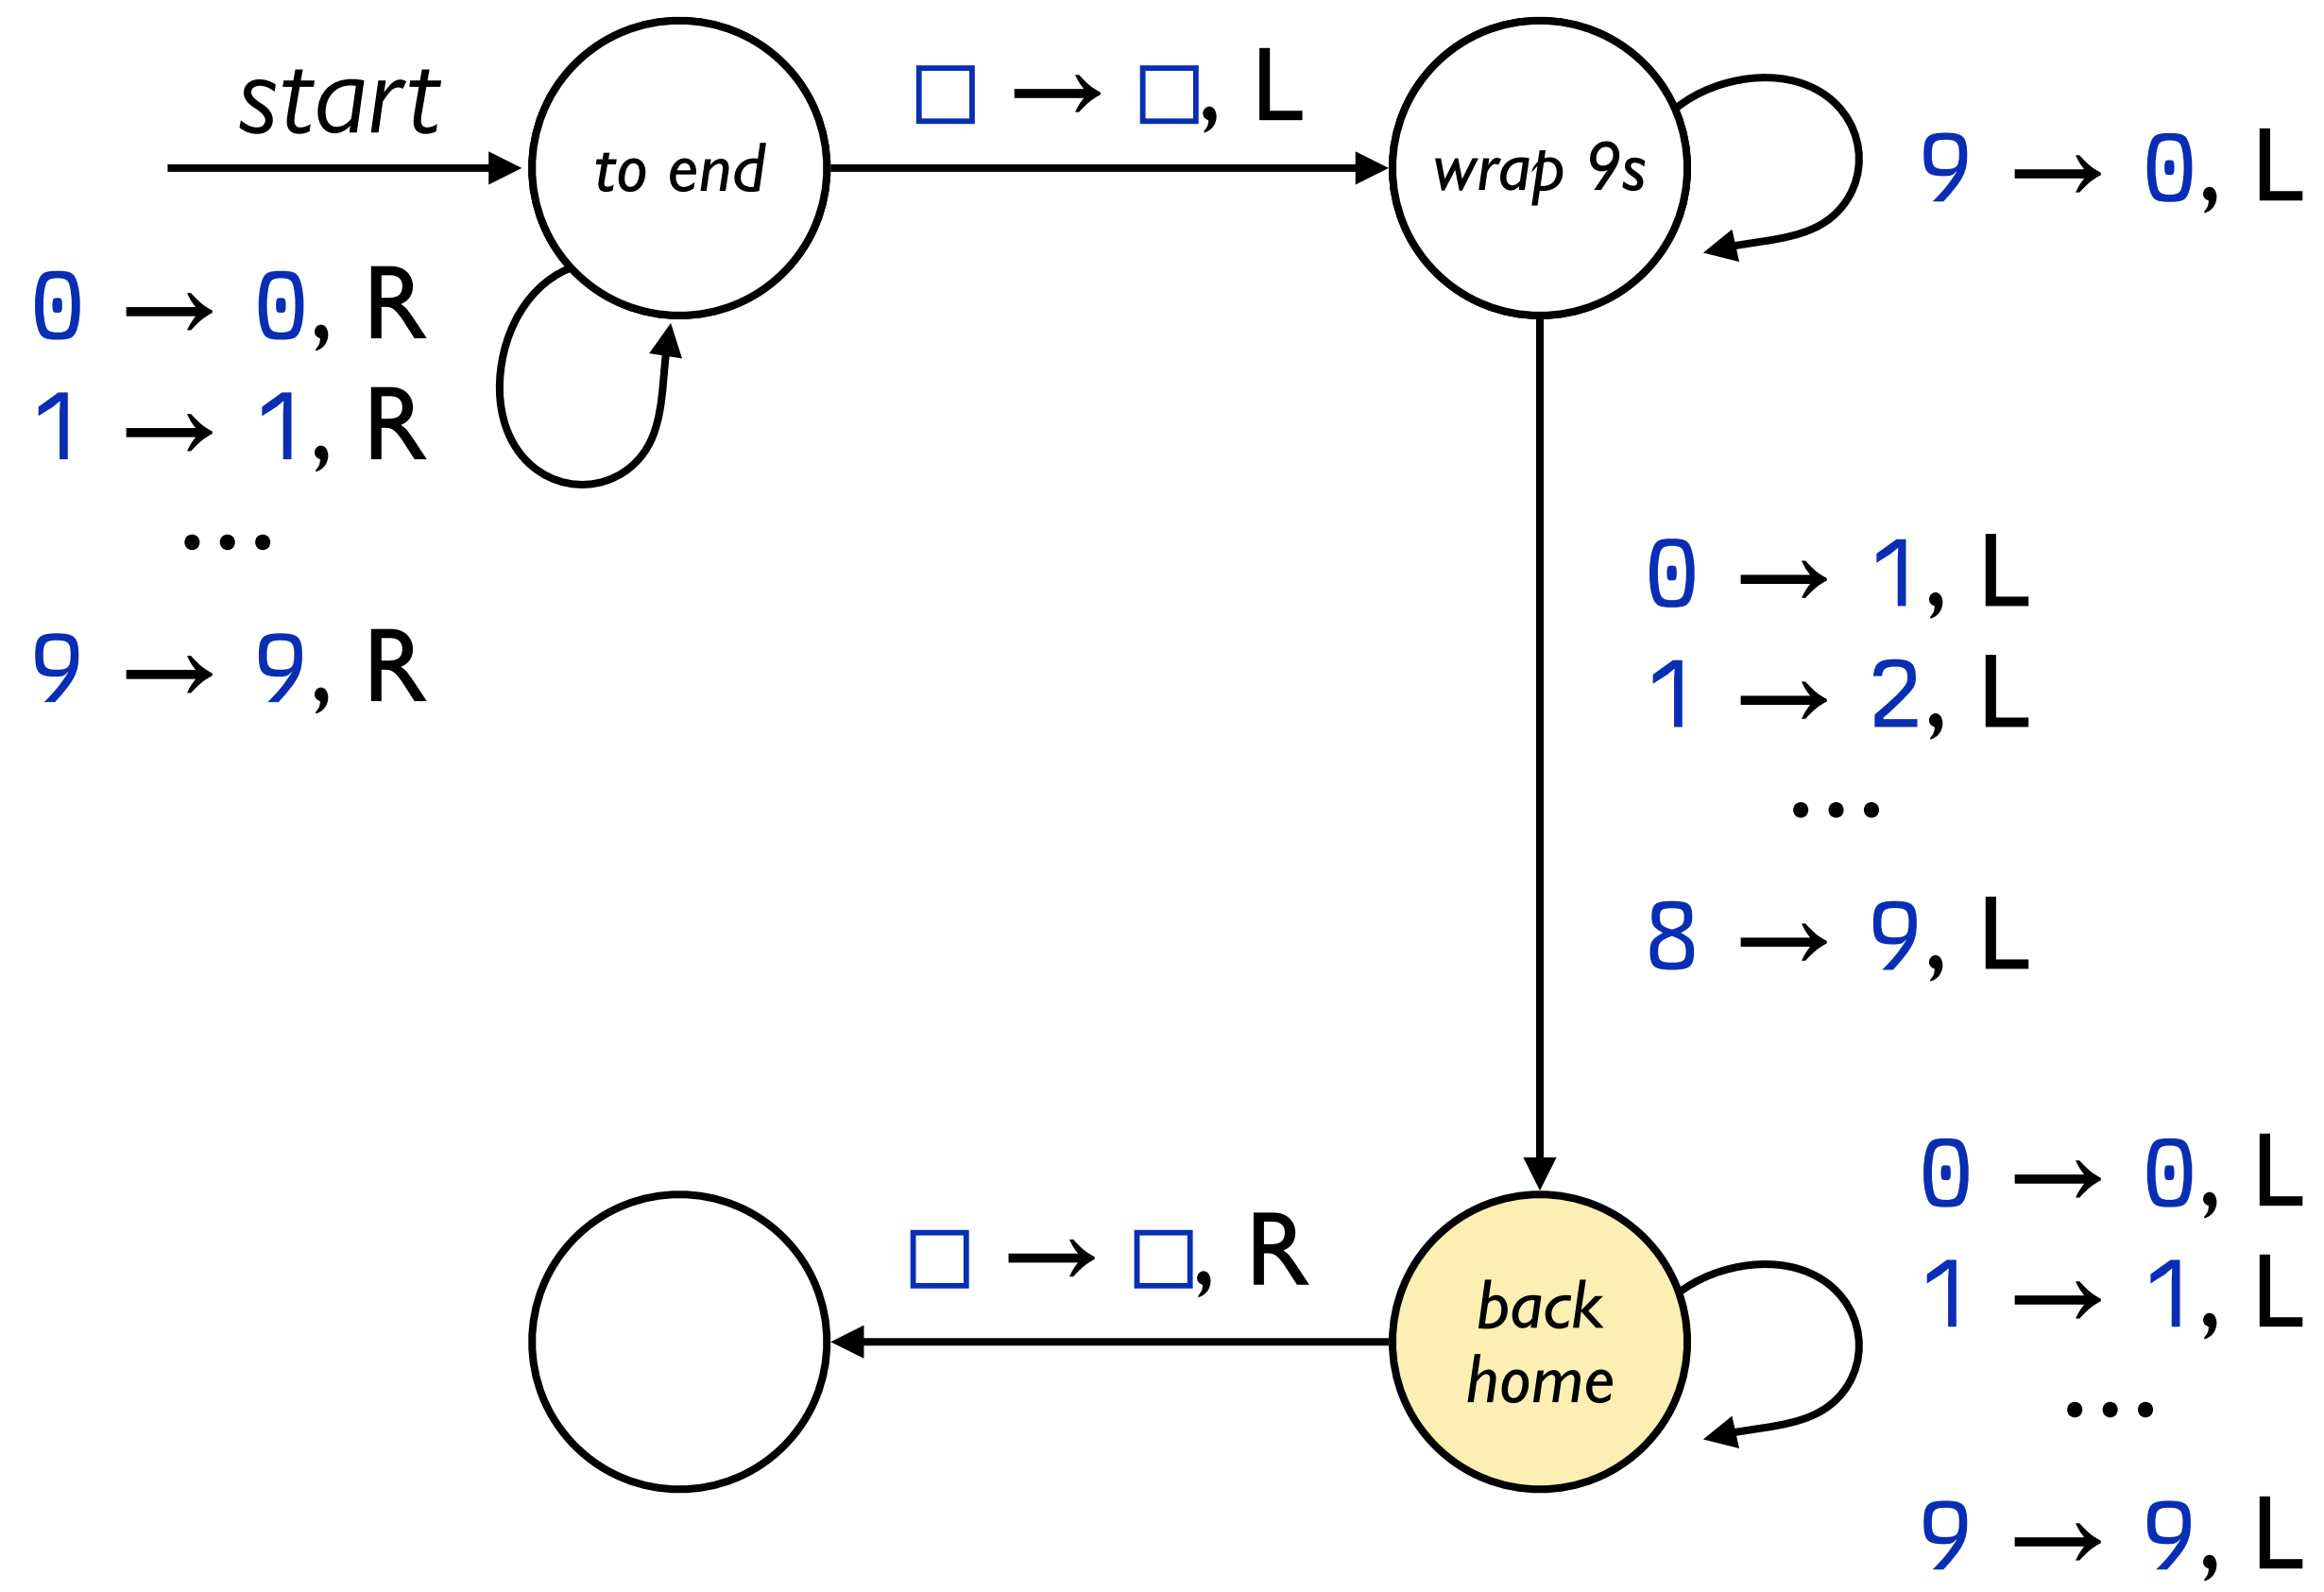 start
to end
□ → □, L
wrap 9s
9 → 0, L
0 → 0, R
1 → 1, R
...
9 → 9, R
0 → 1, L
1 → 2, L
...
8 → 9, L
□ → □, R
back
home
0 → 0, L
1 → 1, L
...
9 → 9, L